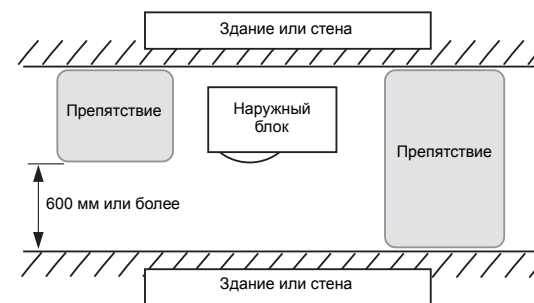 Здание или стена
Препятствие
Наружный
блок
Препятствие
600 мм или более
Здание или стена